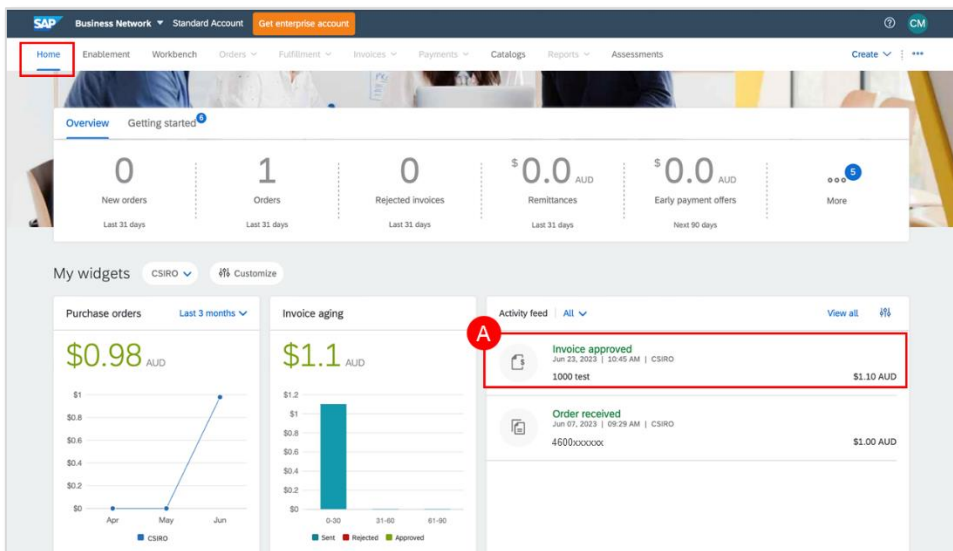 SAP Business Network Standard Account Get enterprise account CM
Home Enablement Workbench Orders Fulfillment Invoices Payments Catalogs Reports Assessments Create
Overview Getting started 6
0 1 0 $0.0 AUD $0.0 AUD 5
New orders Orders Rejected invoices Remittances Early payment offers More
Last 31 days Last 31 days Last 31 days Last 31 days Next 90 days
My widgets CSIRO Customize
Purchase orders Last 3 months
$0.98 AUD
$1
$0.8
$0.6
$0.4
$0.2
$0
Apr May Jun
CSIRO
Invoice aging
$1.1 AUD
$1.2
$1
$0.8
$0.6
$0.4
$0.2
$0
0-30 31-60 61-90
Sent Rejected Approved
Activity feed All View all
A
Invoice approved
Jun 23, 2023 | 10:45 AM | CSIRO
1000 test $1.10 AUD
Order received
Jun 07, 2023 | 09:29 AM | CSIRO
4600xxxxxx $1.00 AUD